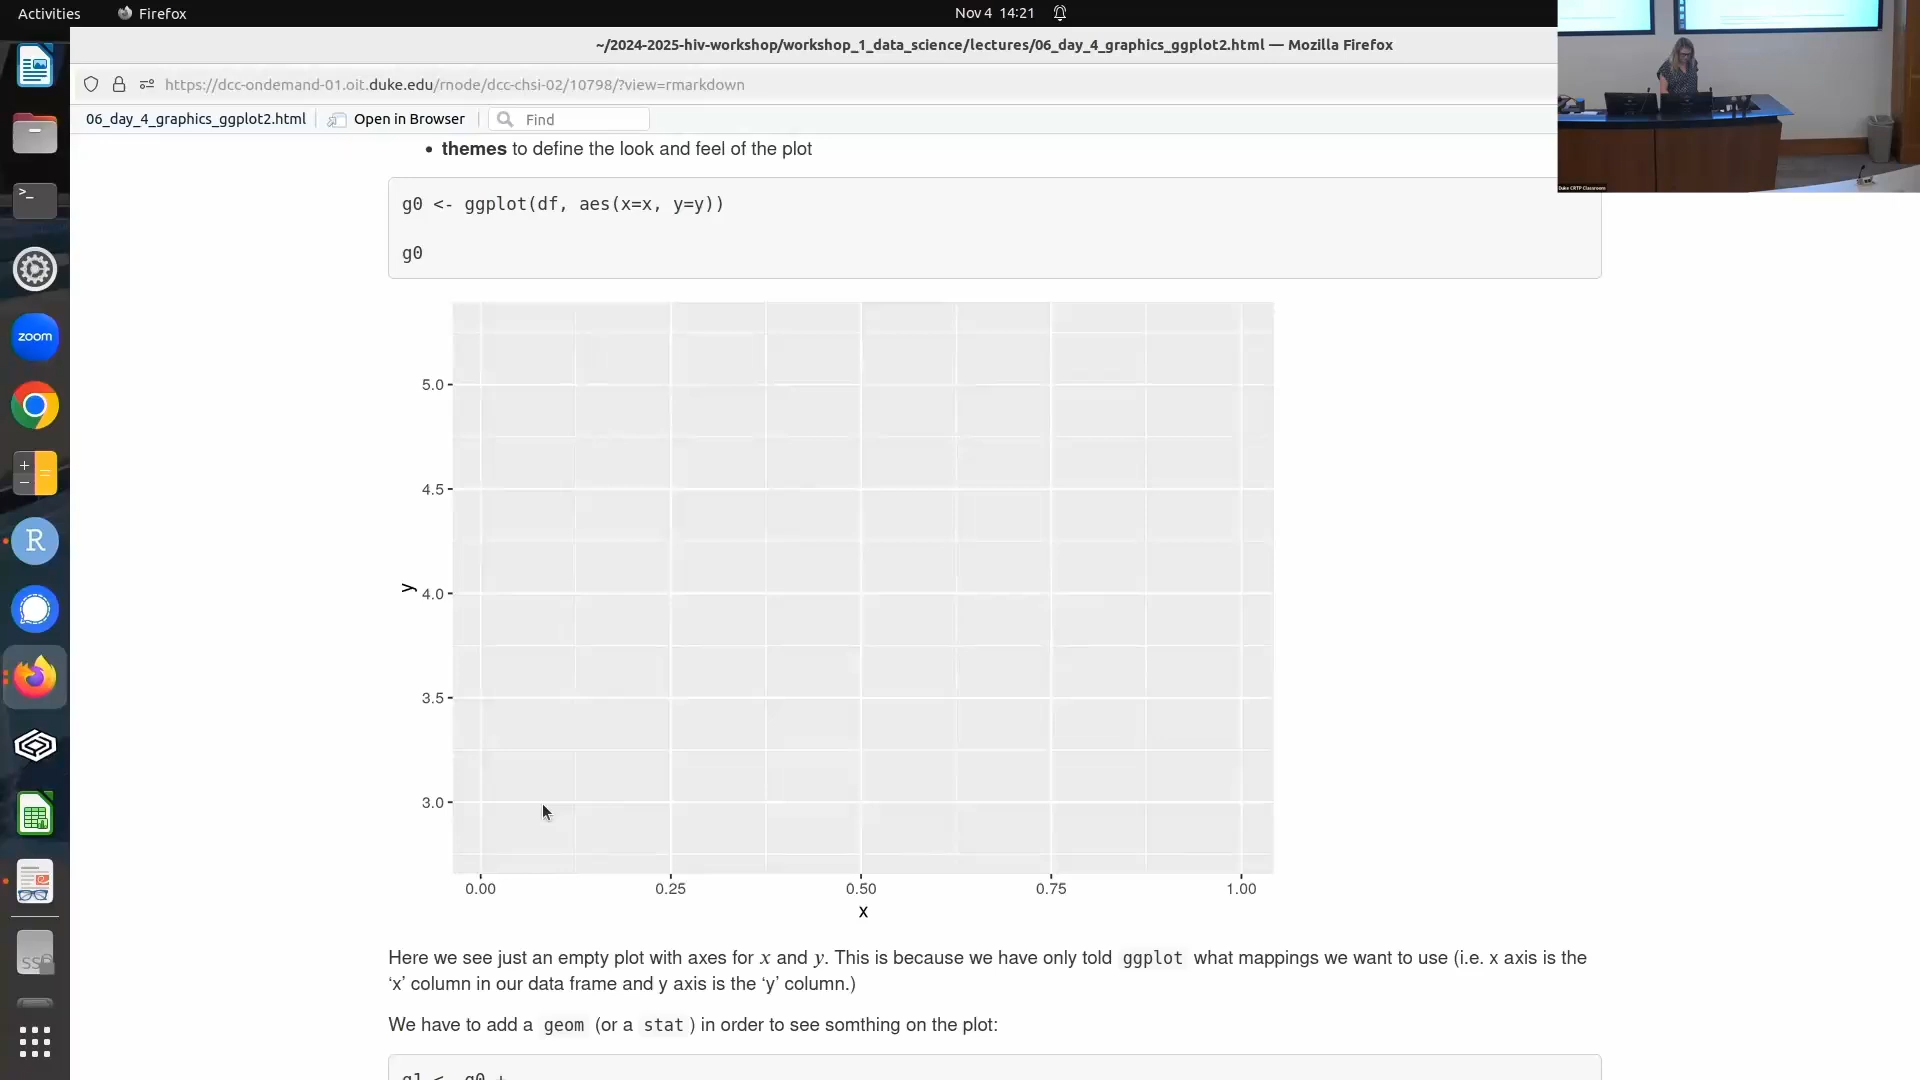 Activities
Firefox
Nov 4 14:21
~/2024-2025-hiv-workshop/workshop_1_data_science/lectures/06_day_4_graphics_ggplot2.html — Mozilla Firefox
https://dcc-ondemand-01.oit.duke.edu/rnode/dcc-chsi-02/10798/?view=rmarkdown
06_day_4_graphics_ggplot2.html
Open in Browser
Find
• themes to define the look and feel of the plot
g0 <- ggplot(df, aes(x=x, y=y))
g0
5.0
4.5
y
4.0
3.5
3.0
0.00 0.25 0.50 0.75 1.00
x
Here we see just an empty plot with axes for x and y. This is because we have only told ggplot what mappings we want to use (i.e. x axis is the
‘x’ column in our data frame and y axis is the ‘y’ column.)
We have to add a geom (or a stat ) in order to see somthing on the plot:
g1 <- g0 +
zoom
R
SSD
Duke CRTP Classroom